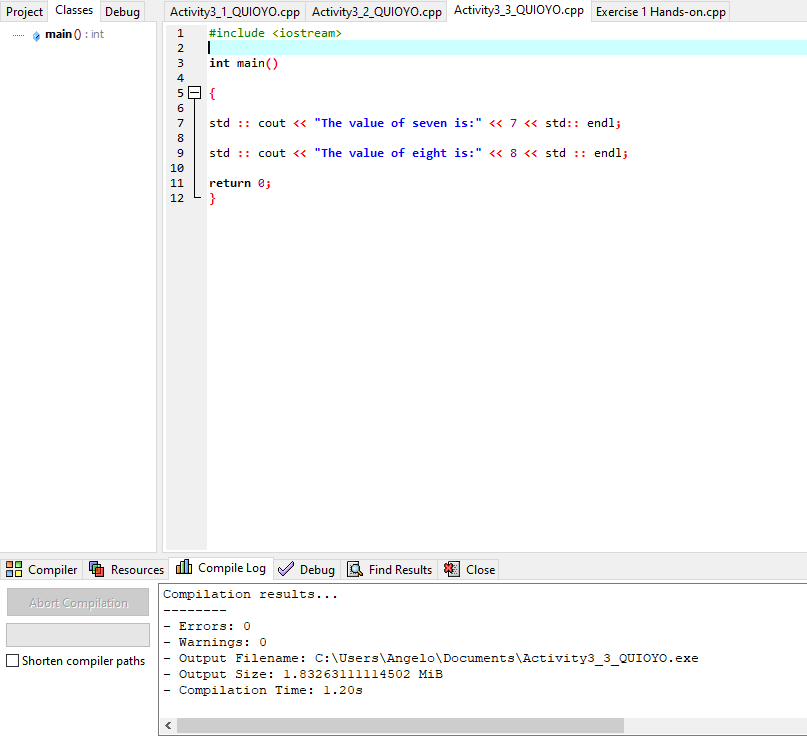 Project Classes Debug
main () : int
Activity3_1_QUIOYO.cpp Activity3_2_QUIOYO.cpp Activity3_3_QUIOYO.cpp Exercise 1 Hands-on.cpp
1 #include <iostream>
2
3 int main()
4
5 {
6
7 std :: cout << "The value of seven is:" << 7 << std:: endl;
8
9 std :: cout << "The value of eight is:" << 8 << std :: endl;
10
11 return 0;
12 }
Compiler Resources Compile Log Debug Find Results Close
Abort Compilation
Shorten compiler paths
Compilation results...
--------
- Errors: 0
- Warnings: 0
- Output Filename: C:\Users\Angelo\Documents\Activity3_3_QUIOYO.exe
- Output Size: 1.83263111114502 MiB
- Compilation Time: 1.20s